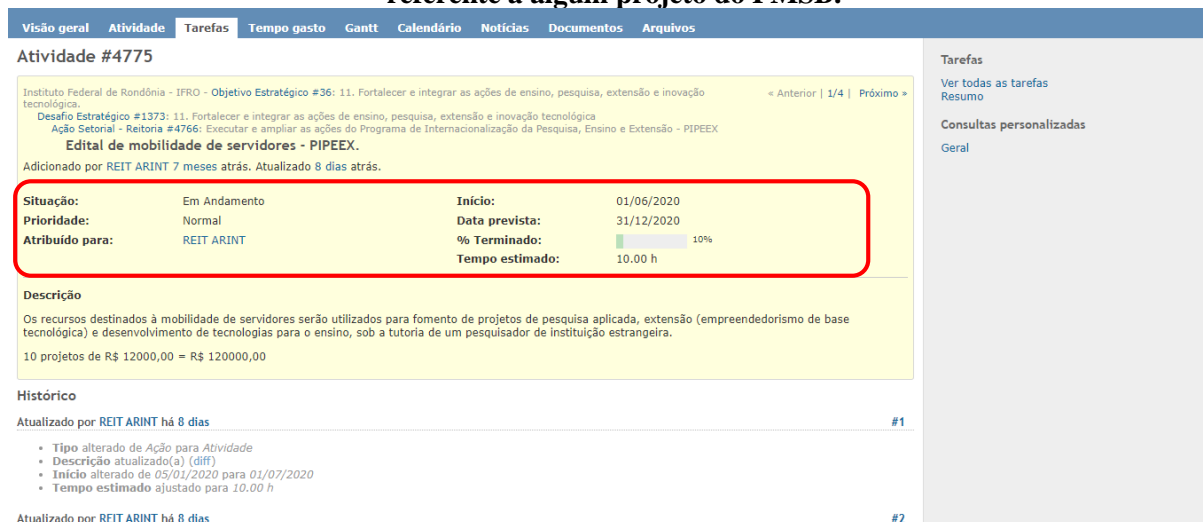 referente a algum projeto do PMSB.
Visão geral Atividade Tarefas Tempo gasto Gantt Calendário Notícias Documentos Arquivos
Atividade #4775
Instituto Federal de Rondônia - IFRO - Objetivo Estratégico #36: 11. Fortalecer e integrar as ações de ensino, pesquisa, extensão e inovação tecnológica.
« Anterior | 1/4 | Próximo »
Desafio Estratégico #1373: 11. Fortalecer e integrar as ações de ensino, pesquisa, extensão e inovação tecnológica
Ação Setorial - Reitoria #4766: Executar e ampliar as ações do Programa de Internacionalização da Pesquisa, Ensino e Extensão - PIPEEX
Edital de mobilidade de servidores - PIPEEX.
Adicionado por REIT ARINT 7 meses atrás. Atualizado 8 dias atrás.
Situação: Em Andamento Início: 01/06/2020
Prioridade: Normal Data prevista: 31/12/2020
Atribuído para: REIT ARINT % Terminado: 10%
Tempo estimado: 10.00 h
Descrição
Os recursos destinados à mobilidade de servidores serão utilizados para fomento de projetos de pesquisa aplicada, extensão (empreendedorismo de base
tecnológica) e desenvolvimento de tecnologias para o ensino, sob a tutoria de um pesquisador de instituição estrangeira.
10 projetos de R$ 12000,00 = R$ 120000,00
Histórico
Atualizado por REIT ARINT há 8 dias #1
• Tipo alterado de Ação para Atividade
• Descrição atualizado(a) (diff)
• Início alterado de 05/01/2020 para 01/07/2020
• Tempo estimado ajustado para 10.00 h
Atualizado por REIT ARINT há 8 dias #2
Tarefas
Ver todas as tarefas
Resumo
Consultas personalizadas
Geral